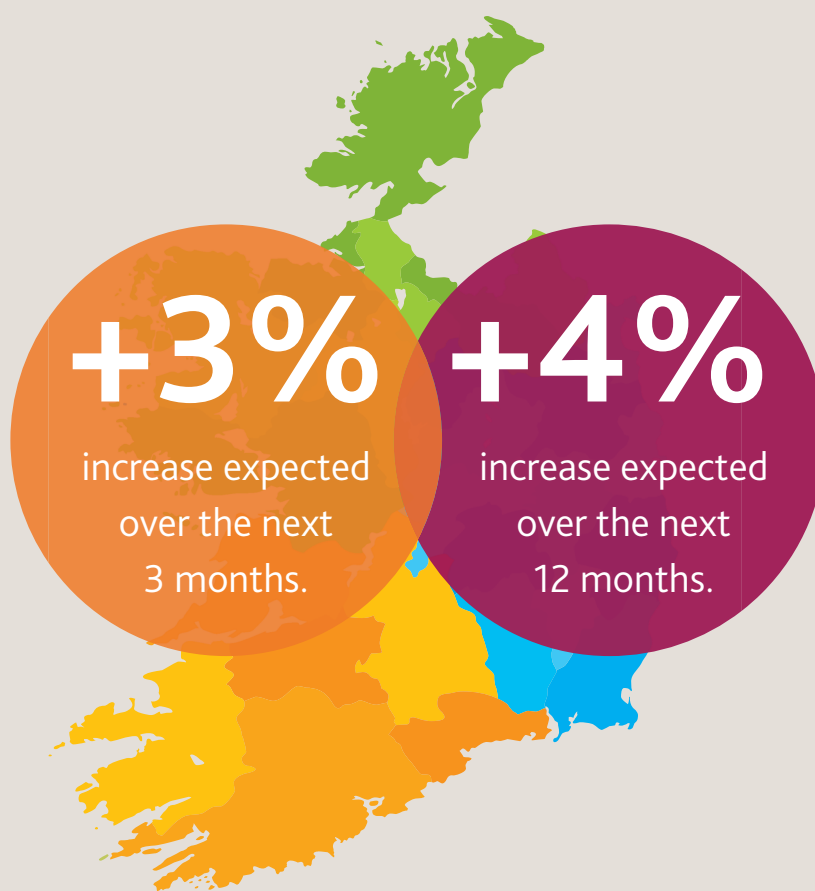 +3%
increase expected
over the next
3 months.
+4%
increase expected
over the next
12 months.